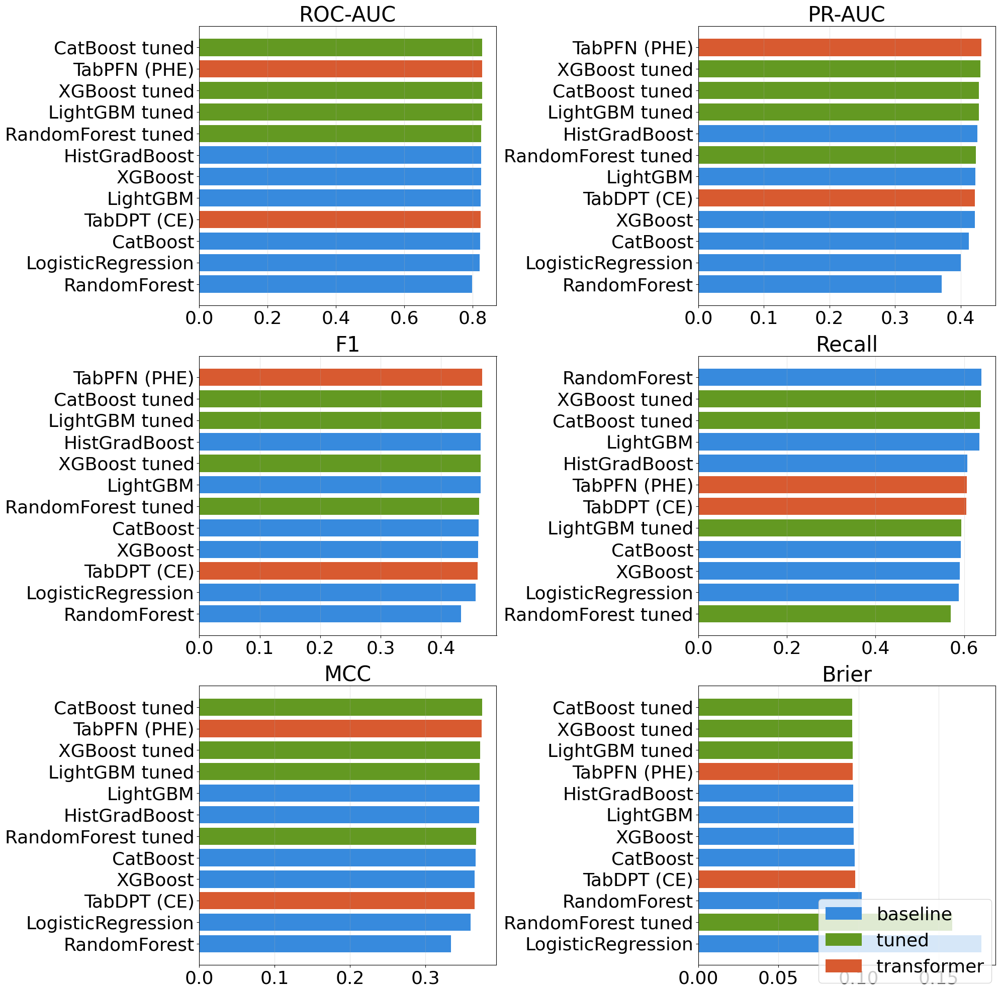 ROC-AUC
CatBoost tuned
TabPFN (PHE)
XGBoost tuned
LightGBM tuned
RandomForest tuned
HistGradBoost
XGBoost
LightGBM
TabDPT (CE)
CatBoost
LogisticRegression
RandomForest
0.0 0.2 0.4 0.6 0.8
PR-AUC
TabPFN (PHE)
XGBoost tuned
CatBoost tuned
LightGBM tuned
HistGradBoost
RandomForest tuned
LightGBM
TabDPT (CE)
XGBoost
CatBoost
LogisticRegression
RandomForest
0.0 0.1 0.2 0.3 0.4
F1
TabPFN (PHE)
CatBoost tuned
LightGBM tuned
HistGradBoost
XGBoost tuned
LightGBM
RandomForest tuned
CatBoost
XGBoost
TabDPT (CE)
LogisticRegression
RandomForest
0.0 0.1 0.2 0.3 0.4
Recall
RandomForest
XGBoost tuned
CatBoost tuned
LightGBM
HistGradBoost
TabPFN (PHE)
TabDPT (CE)
LightGBM tuned
CatBoost
XGBoost
LogisticRegression
RandomForest tuned
0.0 0.2 0.4 0.6
MCC
CatBoost tuned
TabPFN (PHE)
XGBoost tuned
LightGBM tuned
LightGBM
HistGradBoost
RandomForest tuned
CatBoost
XGBoost
TabDPT (CE)
LogisticRegression
RandomForest
0.0 0.1 0.2 0.3
Brier
CatBoost tuned
XGBoost tuned
LightGBM tuned
TabPFN (PHE)
HistGradBoost
LightGBM
XGBoost
CatBoost
TabDPT (CE)
RandomForest
RandomForest tuned
LogisticRegression
0.00 0.05 0.10 0.15
baseline
tuned
transformer